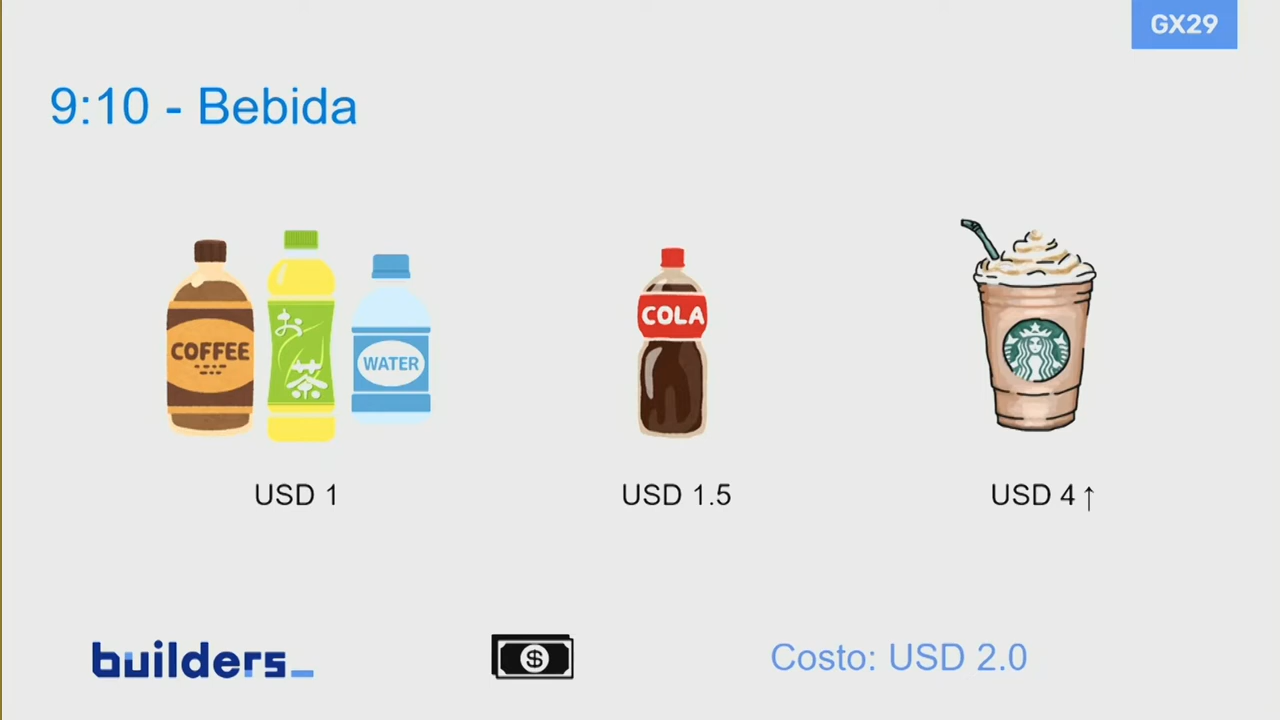 GX29
9:10 - Bebida
COFFEE
お
茶
WATER
COLA
USD 1
USD 1.5
USD 4 ↑
builders_
$
Costo: USD 2.0